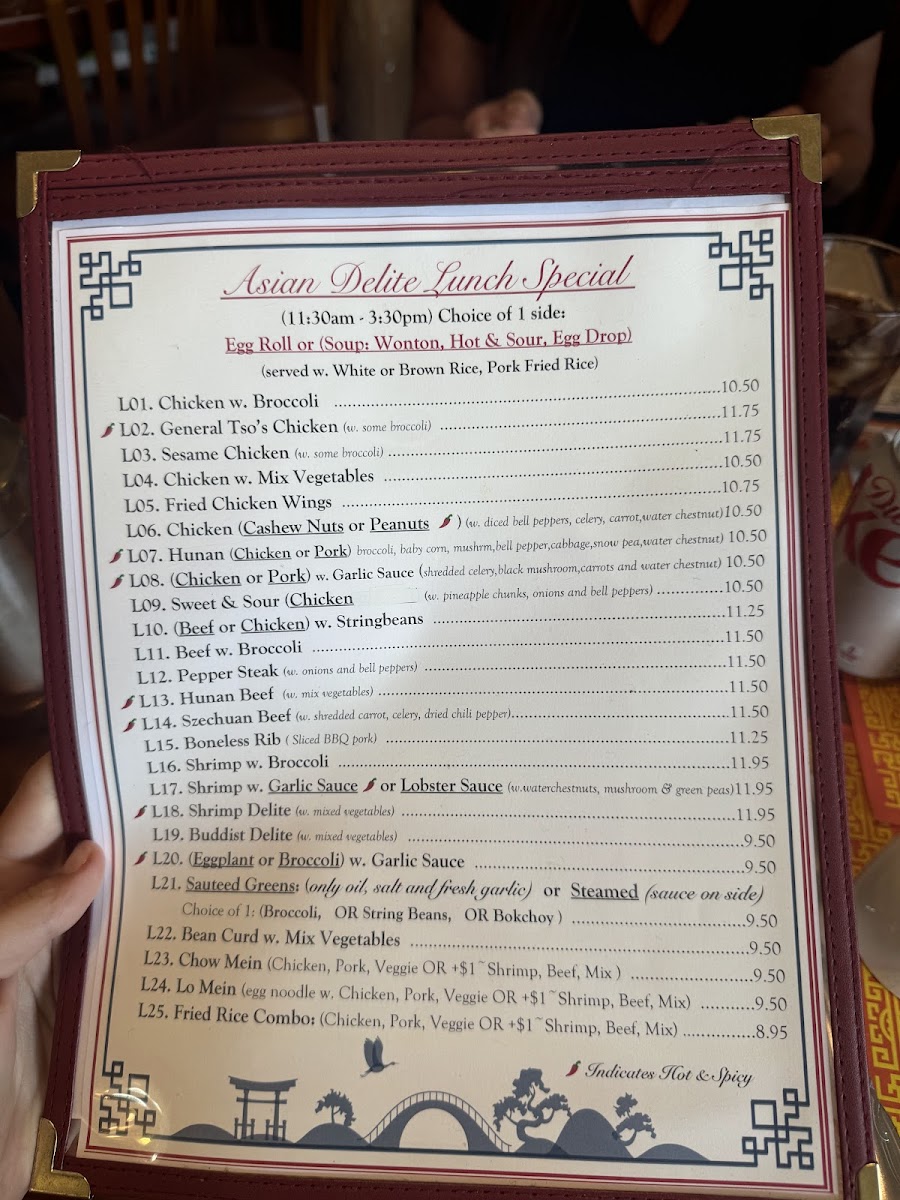 Asian Delite Lunch Special
(11:30am - 3:30pm) Choice of 1 side:
Egg Roll or (Soup: Wonton, Hot & Sour, Egg Drop)
(served w. White or Brown Rice, Pork Fried Rice)
L01. Chicken w. Broccoli ........ 10.50
L02. General Tso's Chicken (w. some broccoli) ........ 11.75
L03. Sesame Chicken (w. some broccoli) ........ 11.75
L04. Chicken w. Mix Vegetables ........ 10.50
L05. Fried Chicken Wings ........ 10.75
L06. Chicken (Cashew Nuts or Peanuts ) (w. diced bell peppers, celery, carrot,water chestnut) 10.50
L07. Hunan (Chicken or Pork) broccoli, baby corn, mushrm,bell pepper,cabbage,snow pea,water chestnut) 10.50
L08. (Chicken or Pork) w. Garlic Sauce (shredded celery,black mushroom,carrots and water chestnut) 10.50
L09. Sweet & Sour (Chicken (w. pineapple chunks, onions and bell peppers) ........ 10.50
L10. (Beef or Chicken) w. Stringbeans ........ 11.25
L11. Beef w. Broccoli ........ 11.50
L12. Pepper Steak (w. onions and bell peppers) ........ 11.50
L13. Hunan Beef (w. mix vegetables) ........ 11.50
L14. Szechuan Beef (w. shredded carrot, celery, dried chili pepper)........ 11.50
L15. Boneless Rib ( Sliced BBQ pork) ........ 11.25
L16. Shrimp w. Broccoli ........ 11.95
L17. Shrimp w. Garlic Sauce or Lobster Sauce (w.waterchestnuts, mushroom & green peas)11.95
L18. Shrimp Delite (w. mixed vegetables) ........ 11.95
L19. Buddist Delite (w. mixed vegetables) ........ 9.50
L20. (Eggplant or Broccoli) w. Garlic Sauce ........ 9.50
L21. Sauteed Greens: (only oil, salt and fresh garlic) or Steamed (sauce on side)
Choice of 1: (Broccoli, OR String Beans, OR Bokchoy ) ........ 9.50
L22. Bean Curd w. Mix Vegetables ........ 9.50
L23. Chow Mein (Chicken, Pork, Veggie OR +$1~Shrimp, Beef, Mix ) ........ 9.50
L24. Lo Mein (egg noodle w. Chicken, Pork, Veggie OR +$1~Shrimp, Beef, Mix) ........ 9.50
L25. Fried Rice Combo: (Chicken, Pork, Veggie OR +$1~Shrimp, Beef, Mix) ........ 8.95
Indicates Hot & Spicy